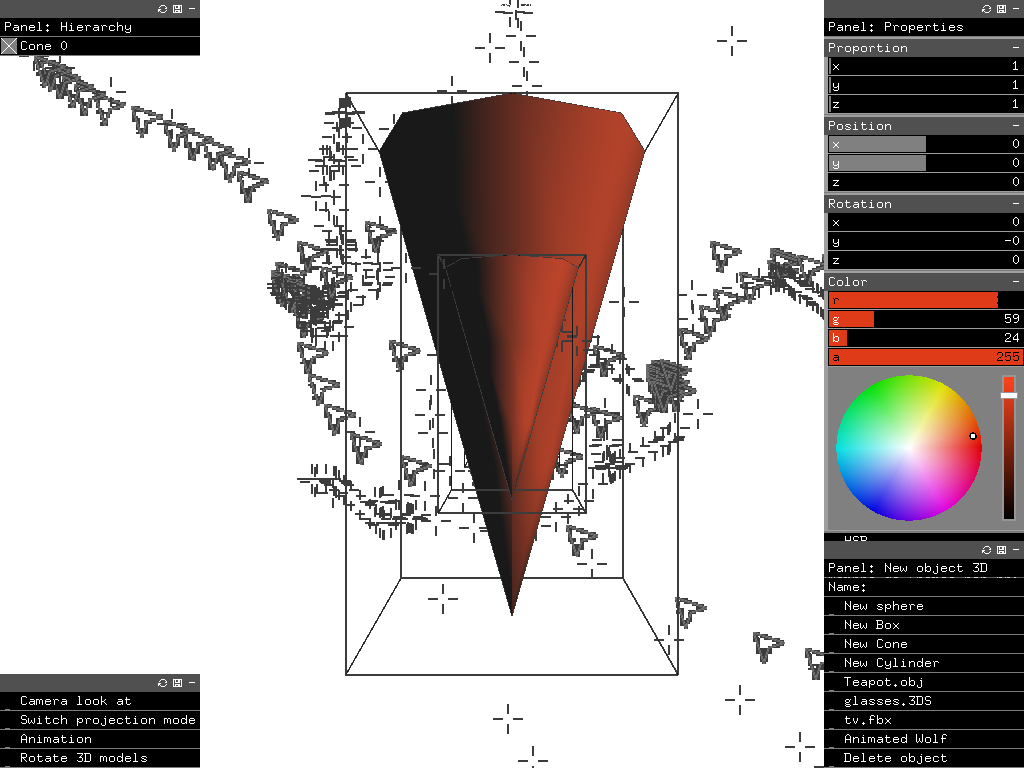 Panel: Hierarchy
Cone 0
Camera look at
Switch projection mode
Animation
Rotate 3D models
Panel: Properties
Proportion
x 1
y 1
z 1
Position
x 0
y 0
z 0
Rotation
x 0
y -0
z 0
Color
r
g 59
b 24
a 255
Panel: New object 3D
Name:
New sphere
New Box
New Cone
New Cylinder
Teapot.obj
glasses.3DS
tv.fbx
Animated Wolf
Delete object